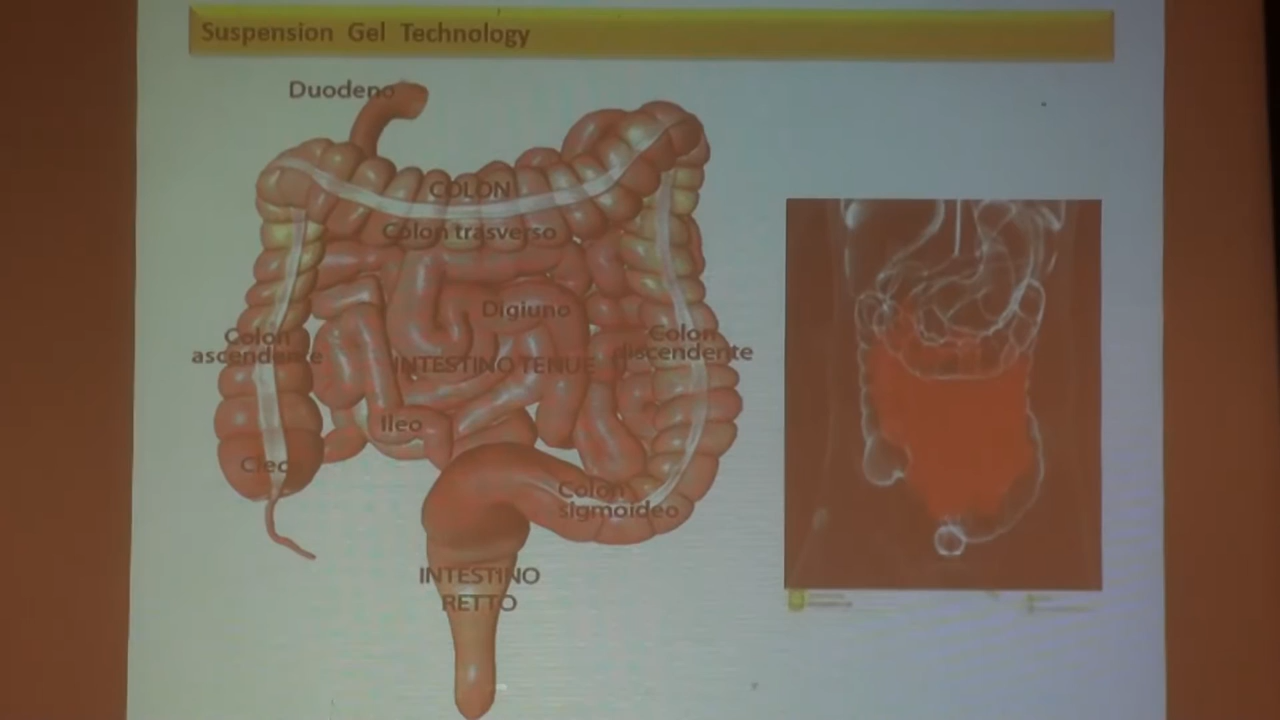 Suspension Gel Technology
Duodeno
COLON
Colon trasverso
Digiuno
Colon
ascendente
Colon
discendente
INTESTINO TENUE
Ileo
Cieco
Colon
sigmoideo
INTESTINO
RETTO